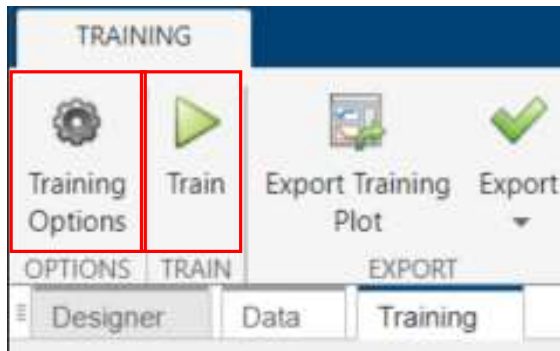 TRAINING
Training Options
Train
Export Training Plot
Export
OPTIONS
TRAIN
EXPORT
Designer
Data
Training